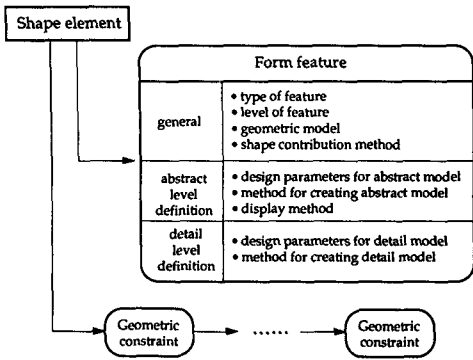 Shape element
Form feature
general
• type of feature
• level of feature
• geometric model
• shape contribution method
abstract
level
definition
• design parameters for abstract model
• method for creating abstract model
• display method
detail
level
definition
• design parameters for detail model
• method for creating detail model
Geometric
constraint
......
Geometric
constraint